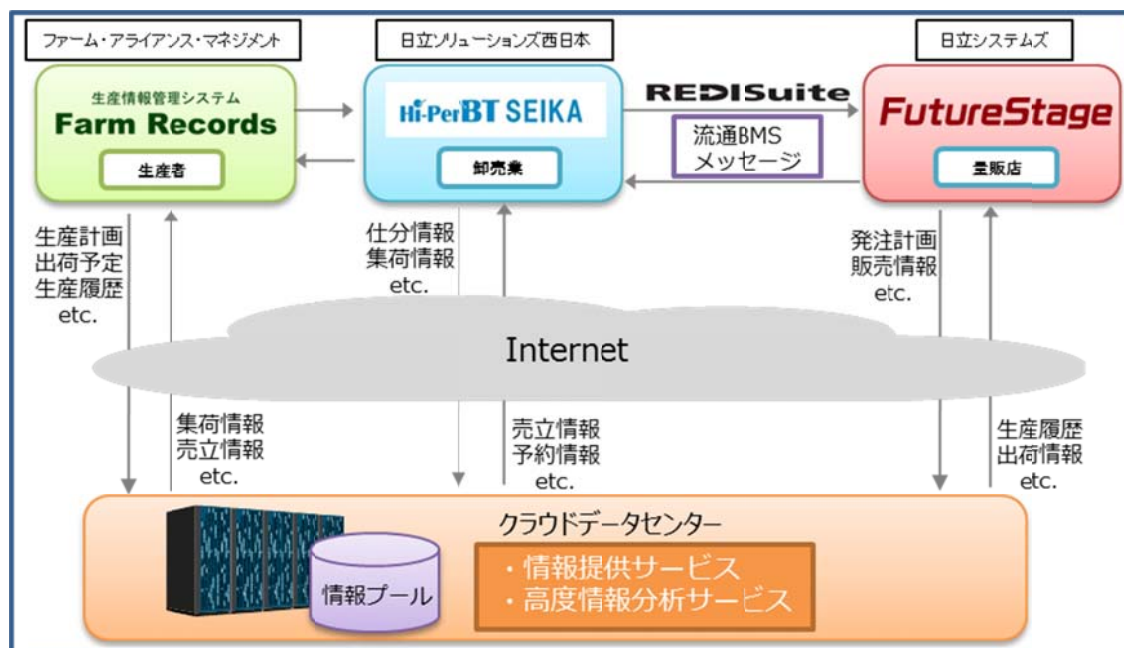 ファーム・アライアンス・マネジメント
日立ソリューションズ西日本
日立システムズ
生産情報管理システム
Farm Records
生産者
Hi-PerBT SEIKA
卸売業
REDISuite
流通BMS
メッセージ
FutureStage
量販店
生産計画
出荷予定
生産履歴
etc.
仕分情報
集荷情報
etc.
発注計画
販売情報
etc.
Internet
集荷情報
売立情報
etc.
売立情報
予約情報
etc.
生産履歴
出荷情報
etc.
クラウドデータセンター
情報プール
・情報提供サービス
・高度情報分析サービス